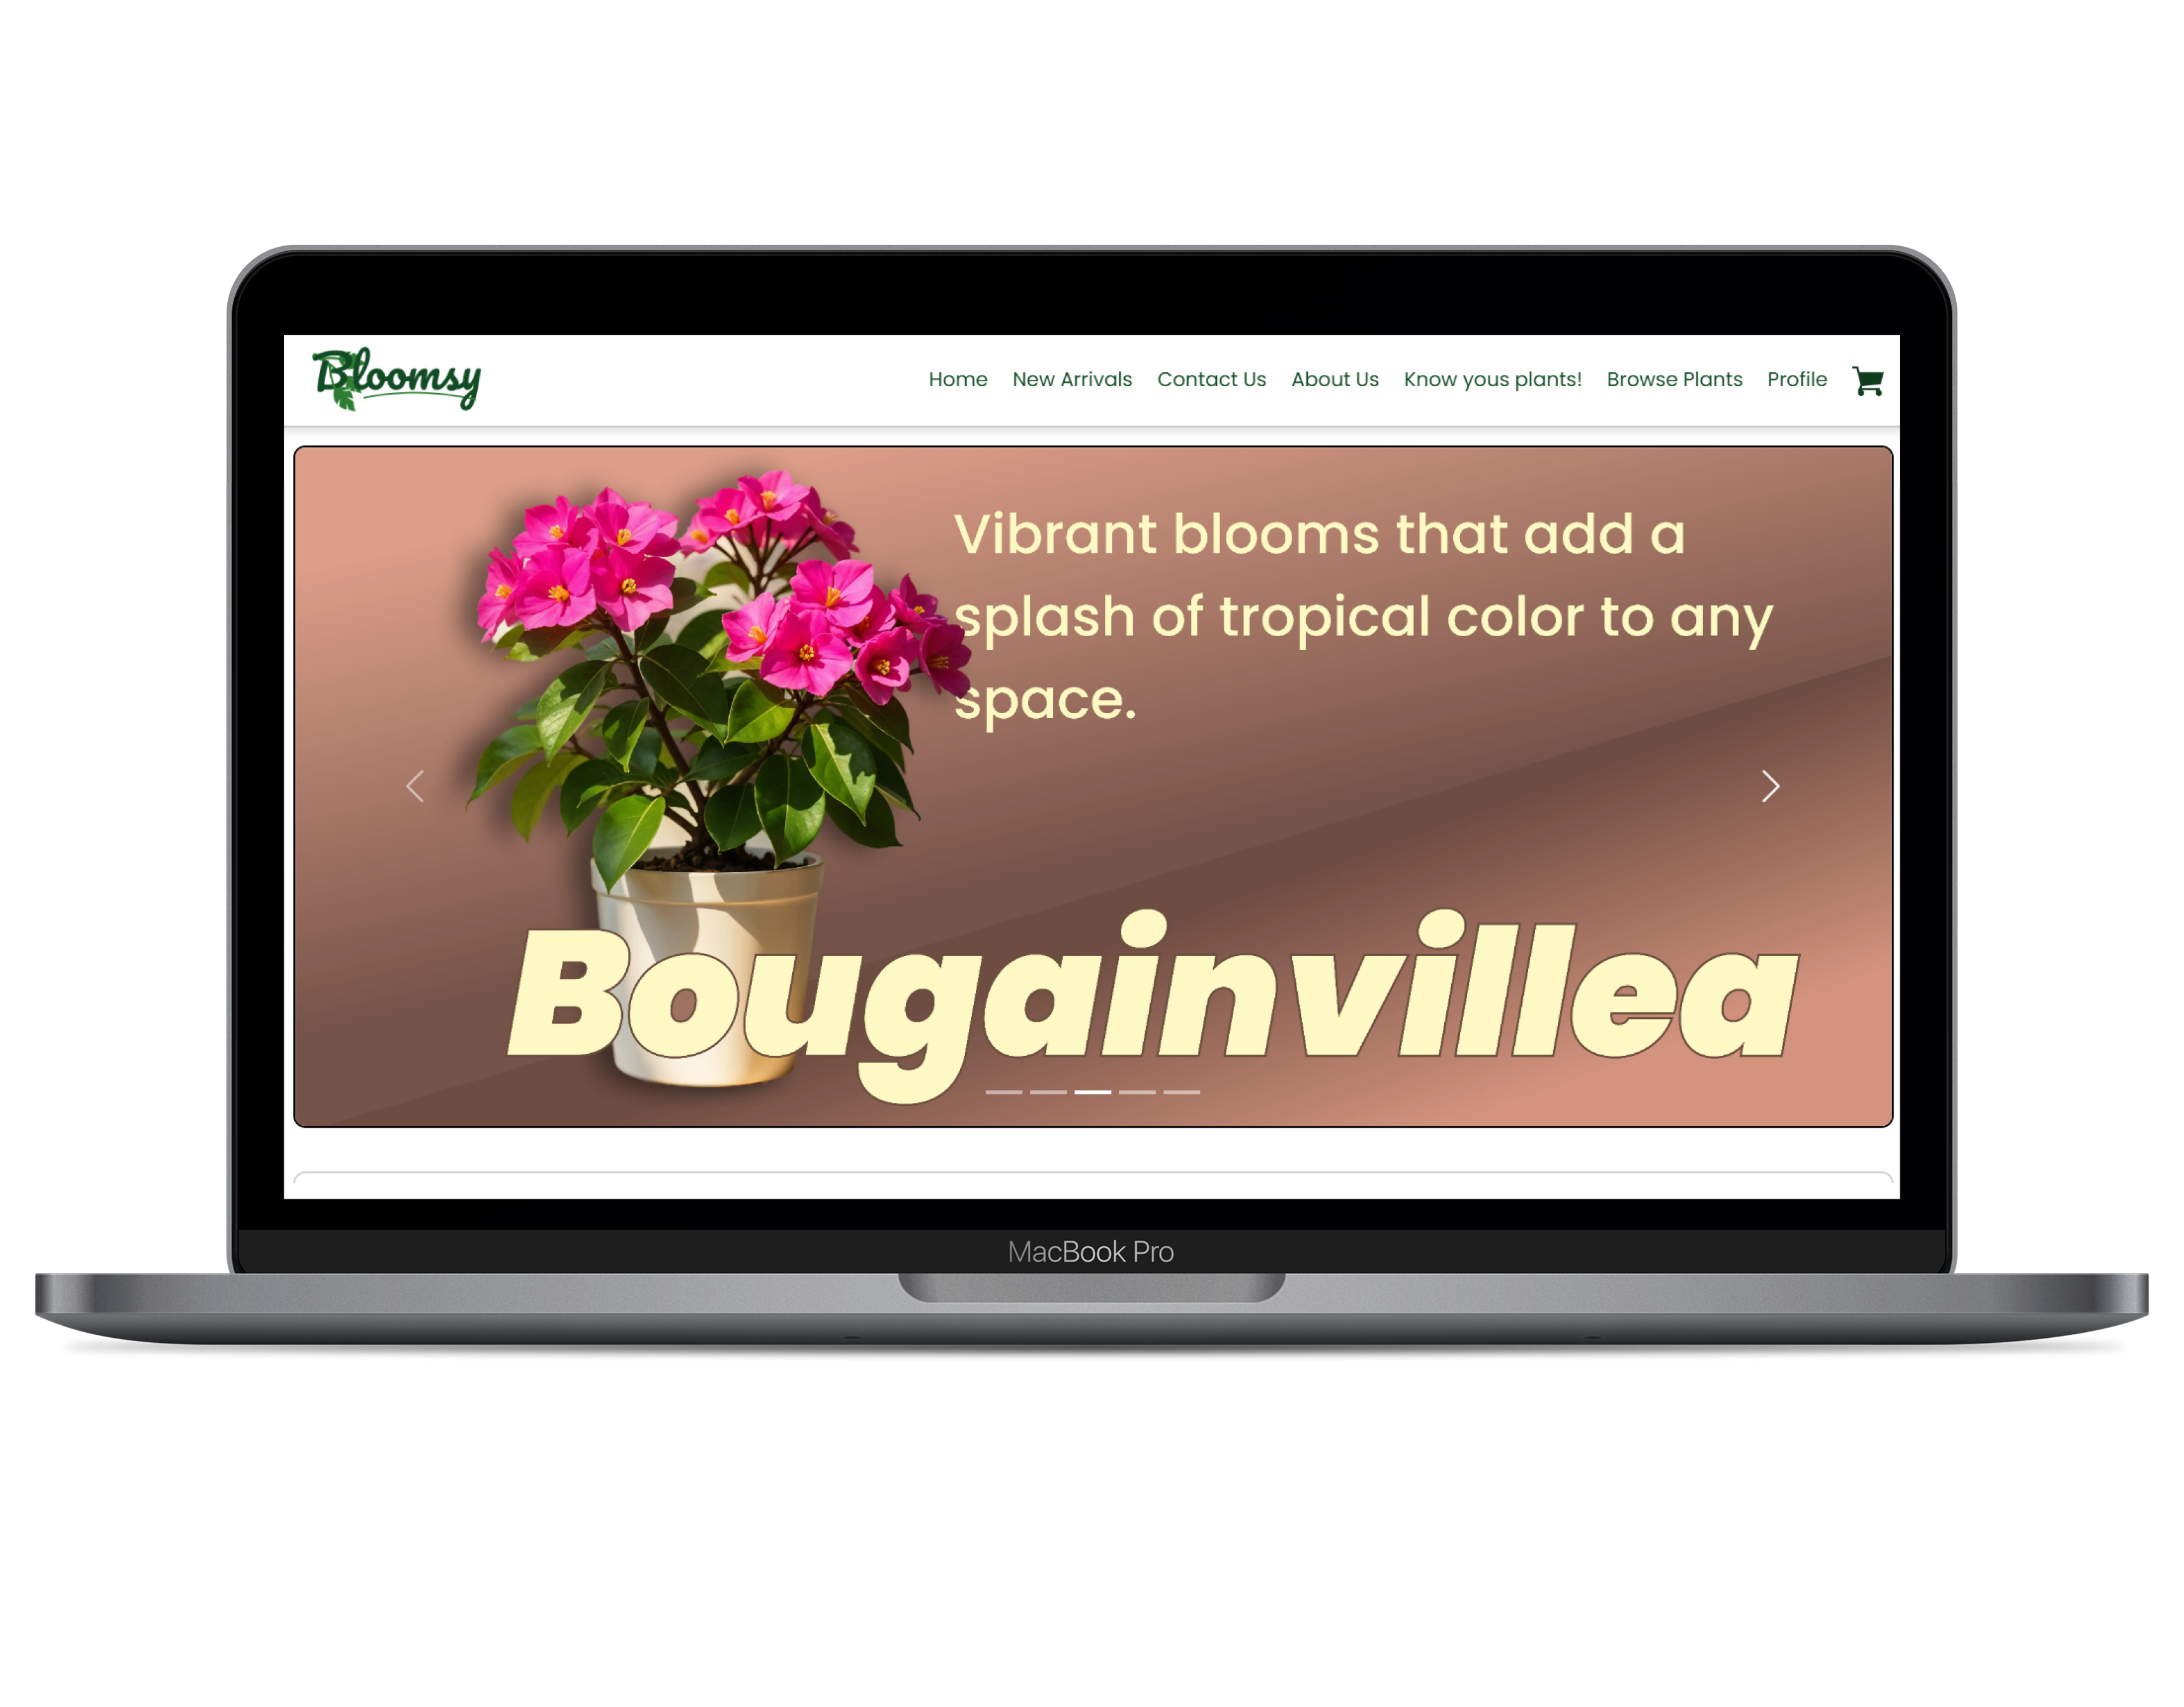 Bloomsy
Home New Arrivals Contact Us About Us Know yous plants! Browse Plants Profile
Vibrant blooms that add a
splash of tropical color to any
space.
Bougainvillea
MacBook Pro